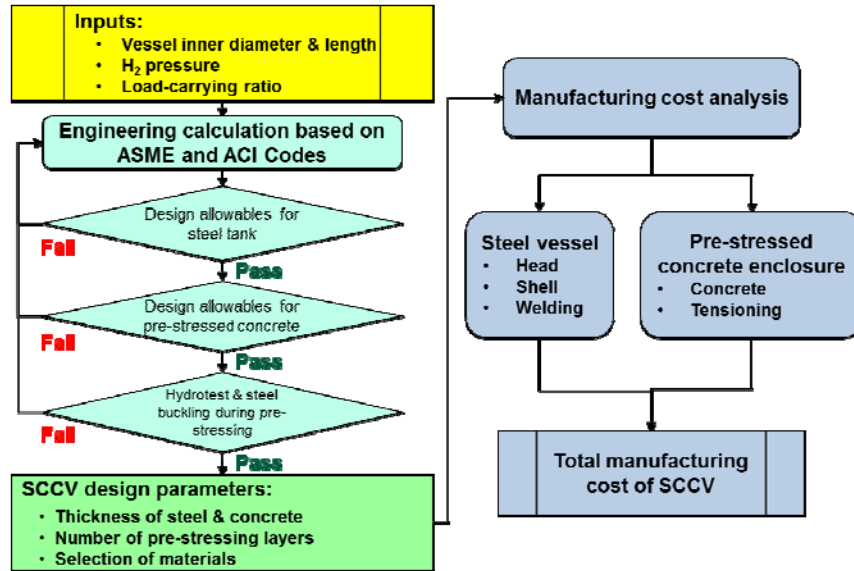 Inputs:
• Vessel inner diameter & length
• H2 pressure
• Load-carrying ratio
Engineering calculation based on
ASME and ACI Codes
Design allowables for
steel tank
Fail
Pass
Design allowables for
pre-stressed concrete
Fail
Pass
Hydrotest & steel
buckling during pre-
stressing
Fail
Pass
SCCV design parameters:
• Thickness of steel & concrete
• Number of pre-stressing layers
• Selection of materials
Manufacturing cost analysis
Steel vessel
• Head
• Shell
• Welding
Pre-stressed
concrete enclosure
• Concrete
• Tensioning
Total manufacturing
cost of SCCV